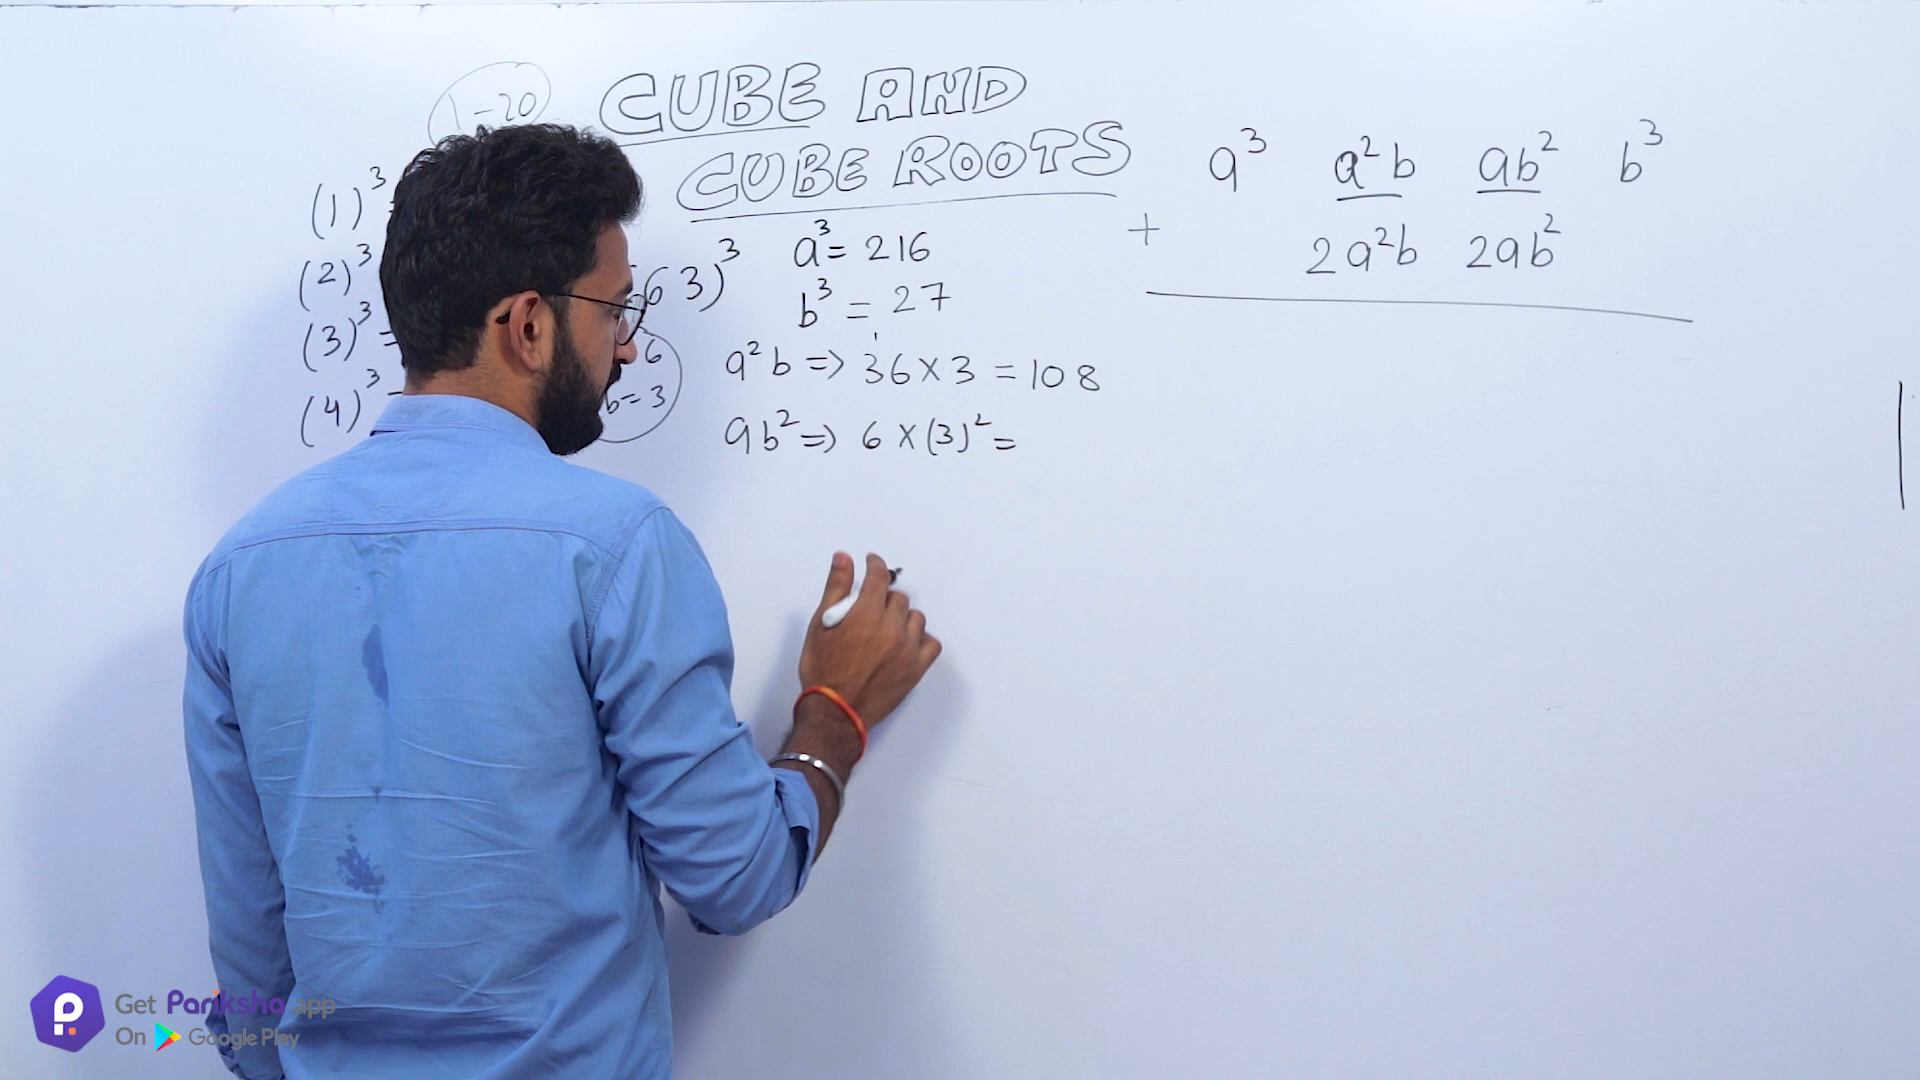 1-20
CUBE AND
CUBE ROOTS
(1)³
(2)³
(3)³ =
(4)³ =
63)³
6
b = 3
a³ = 216
b³ = 27
a²b ⇒ 36 × 3 = 108
ab² ⇒ 6 × (3)² =
a³ a²b ab² b³
+ 2a²b 2ab²
Get Pariksha app
On Google Play